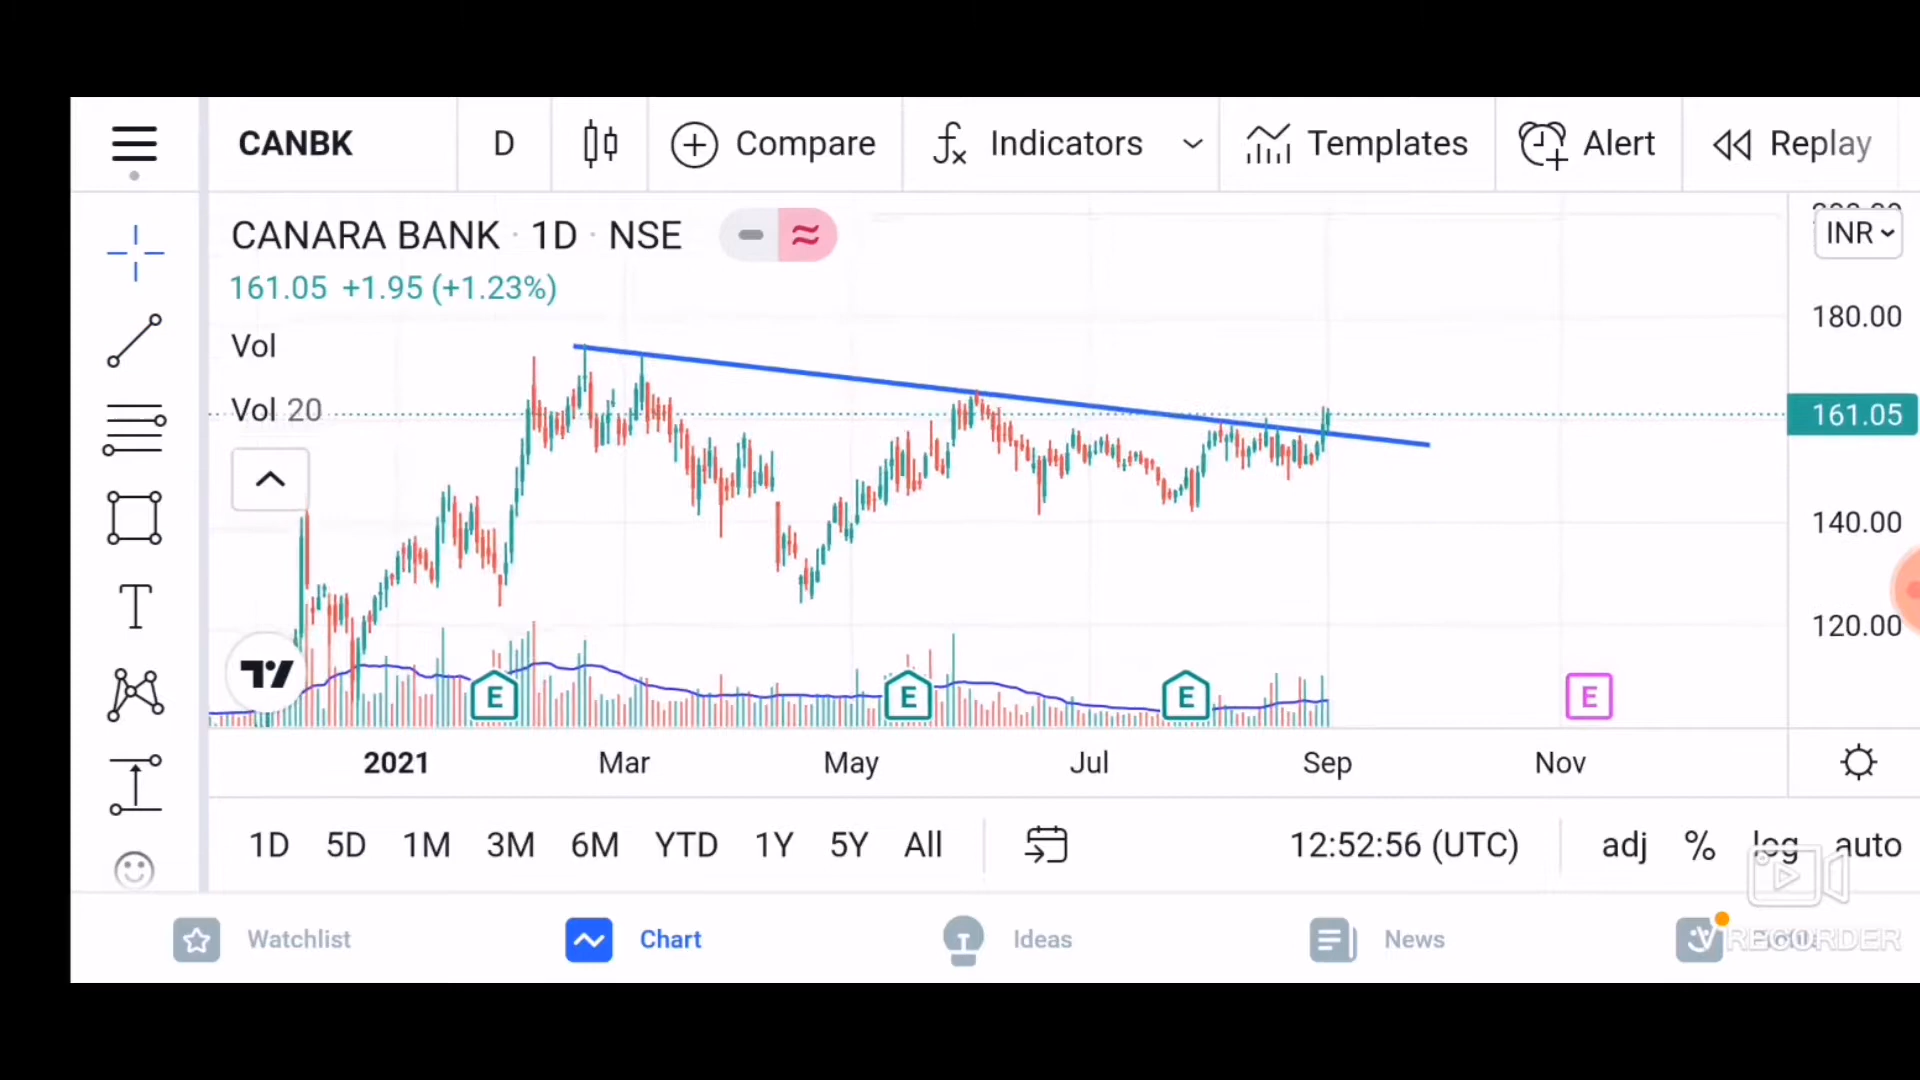 CANBK D Compare Indicators Templates Alert Replay
CANARA BANK · 1D · NSE
INR
161.05 +1.95 (+1.23%)
180.00
Vol
Vol 20
161.05
140.00
120.00
E E E E
2021 Mar May Jul Sep Nov
1D 5D 1M 3M 6M YTD 1Y 5Y All 12:52:56 (UTC) adj % log auto
Watchlist Chart Ideas News
RECORDER